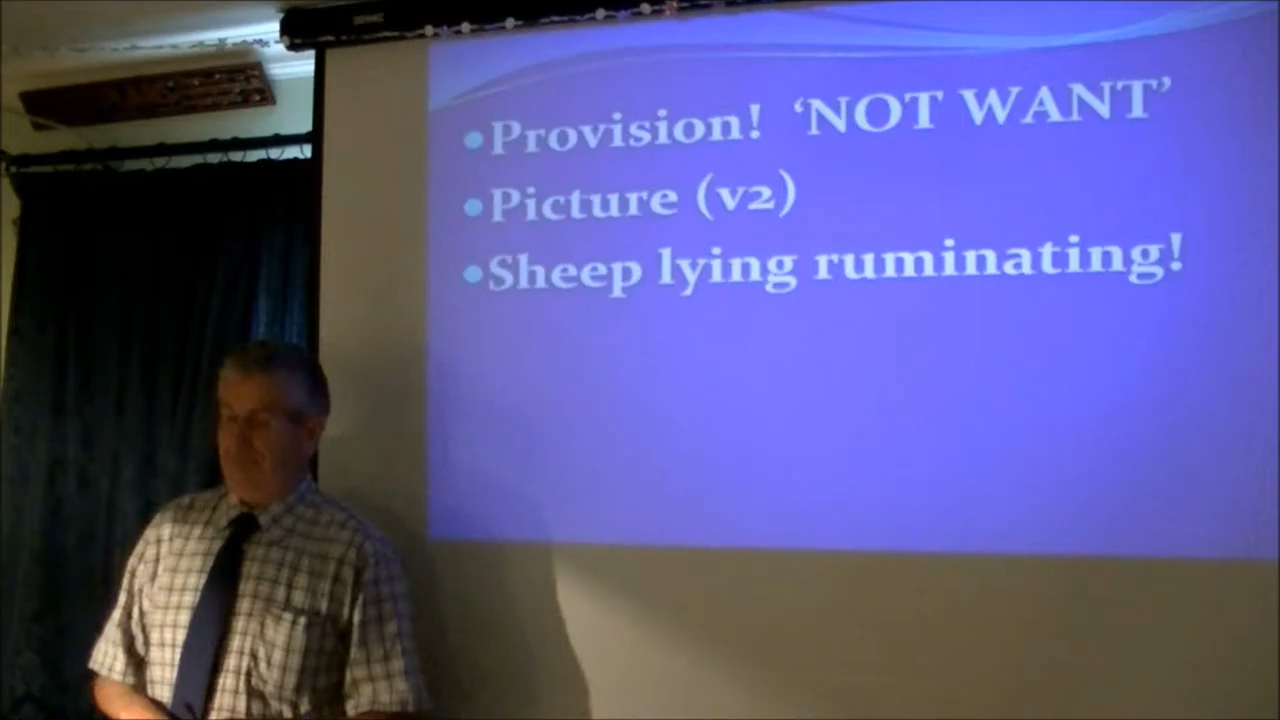 •Provision! ‘NOT WANT’
•Picture (v2)
•Sheep lying ruminating!